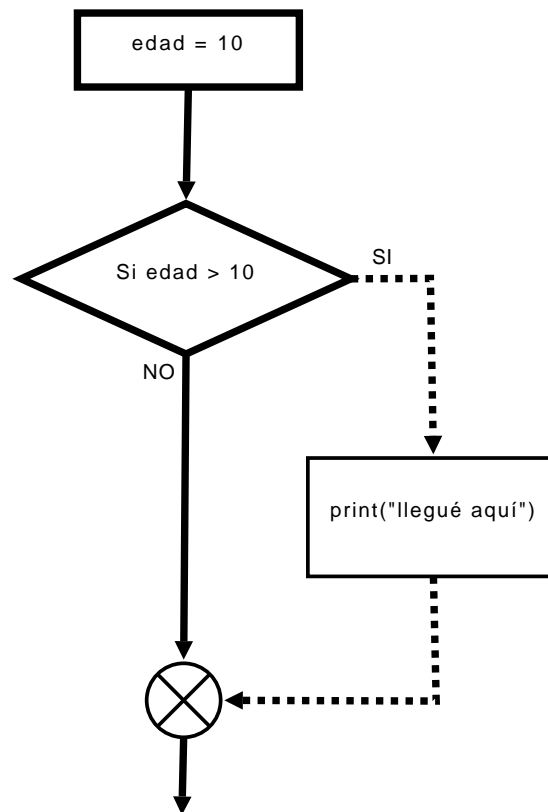 edad = 10
Si edad > 10
SI
NO
print("llegué aquí")